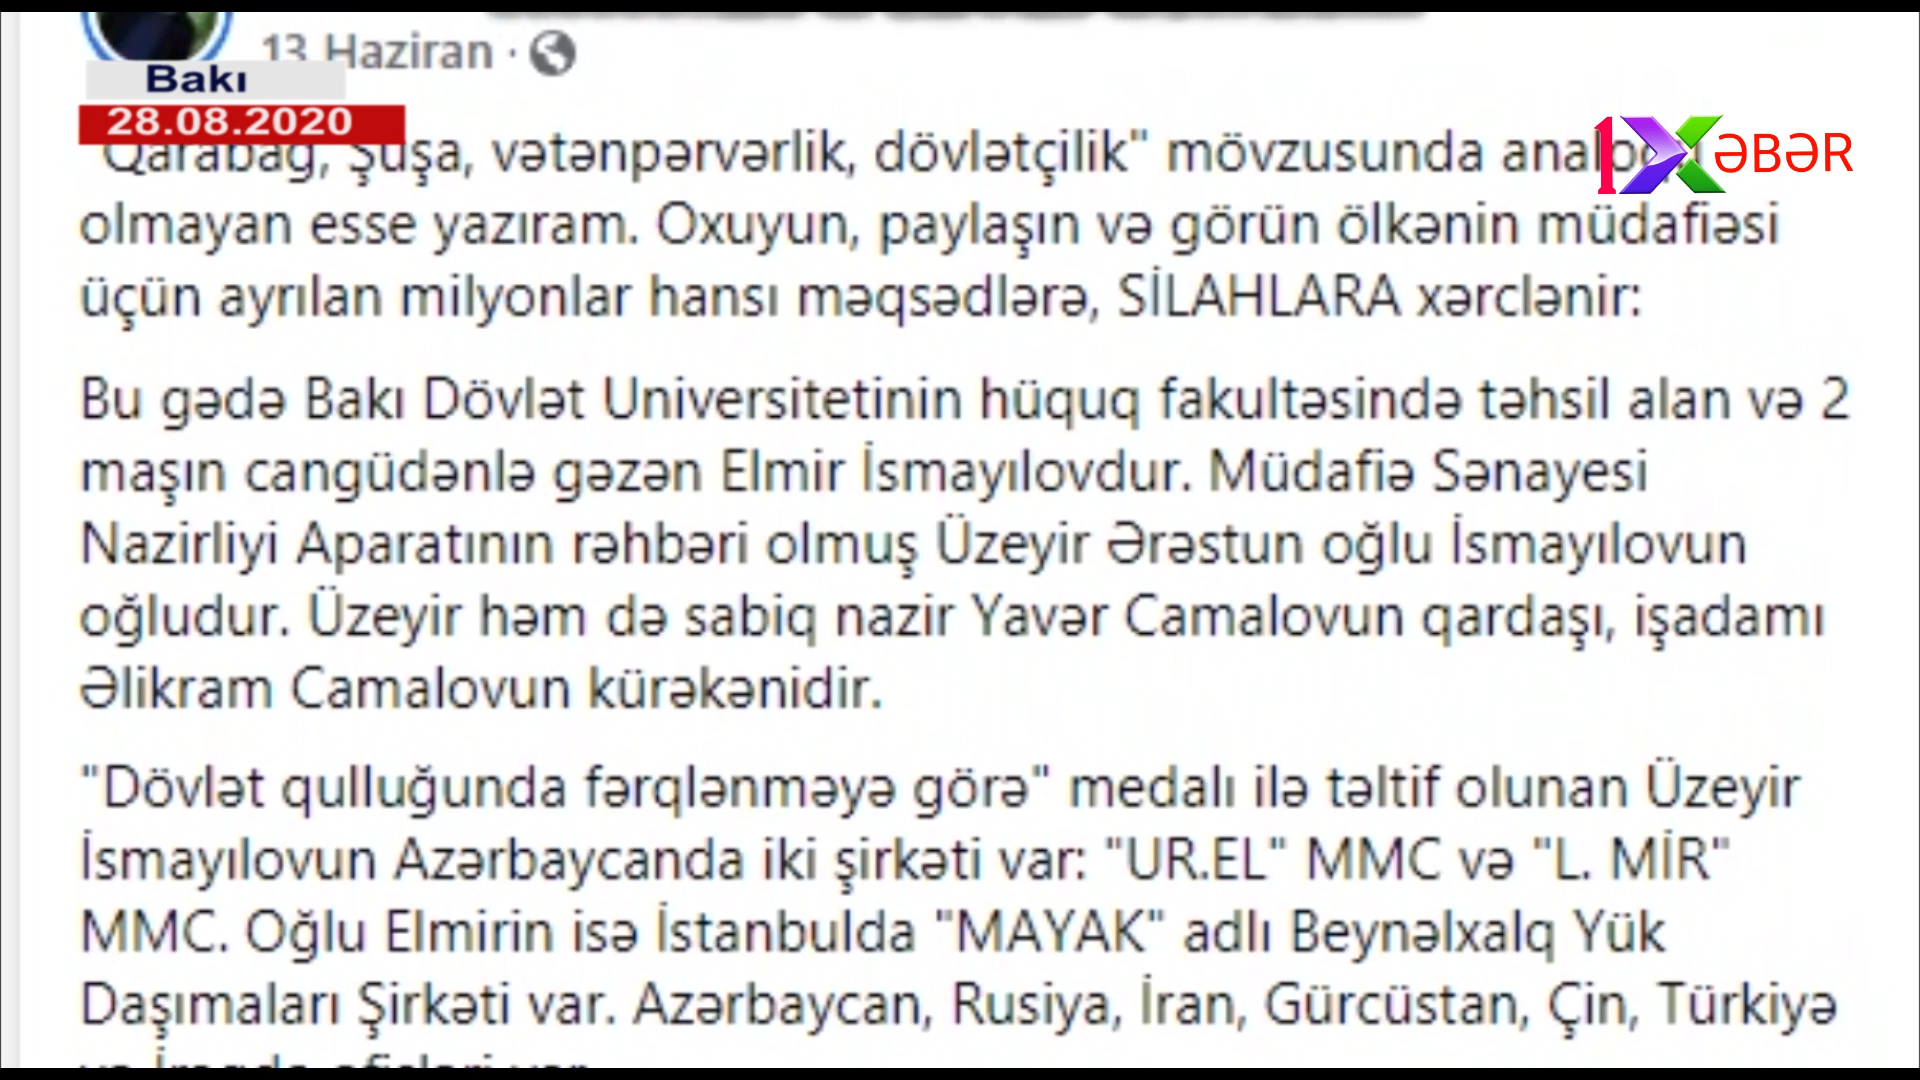 13 Haziran ·
Bakı
28.08.2020
1XƏBƏR
"Qarabağ, Şuşa, vətənpərvərlik, dövlətçilik" mövzusunda
olmayan esse yazıram. Oxuyun, paylaşın və görün ölkənin müdafiəsi
üçün ayrılan milyonlar hansı məqsədlərə, SİLAHLARA xərclənir:
Bu gədə Bakı Dövlət Universitetinin hüquq fakultəsində təhsil alan və 2
maşın cangüdənlə gəzən Elmir İsmayılovdur. Müdafiə Sənayesi
Nazirliyi Aparatının rəhbəri olmuş Üzeyir Ərəstun oğlu İsmayılovun
oğludur. Üzeyir həm də sabiq nazir Yavər Camalovun qardaşı, işadamı
Əlikram Camalovun kürəkənidir.
"Dövlət qulluğunda fərqlənməyə görə" medalı ilə təltif olunan Üzeyir
İsmayılovun Azərbaycanda iki şirkəti var: "UR.EL" MMC və "L. MİR"
MMC. Oğlu Elmirin isə İstanbulda "MAYAK" adlı Beynəlxalq Yük
Daşımaları Şirkəti var. Azərbaycan, Rusiya, İran, Gürcüstan, Çin, Türkiyə